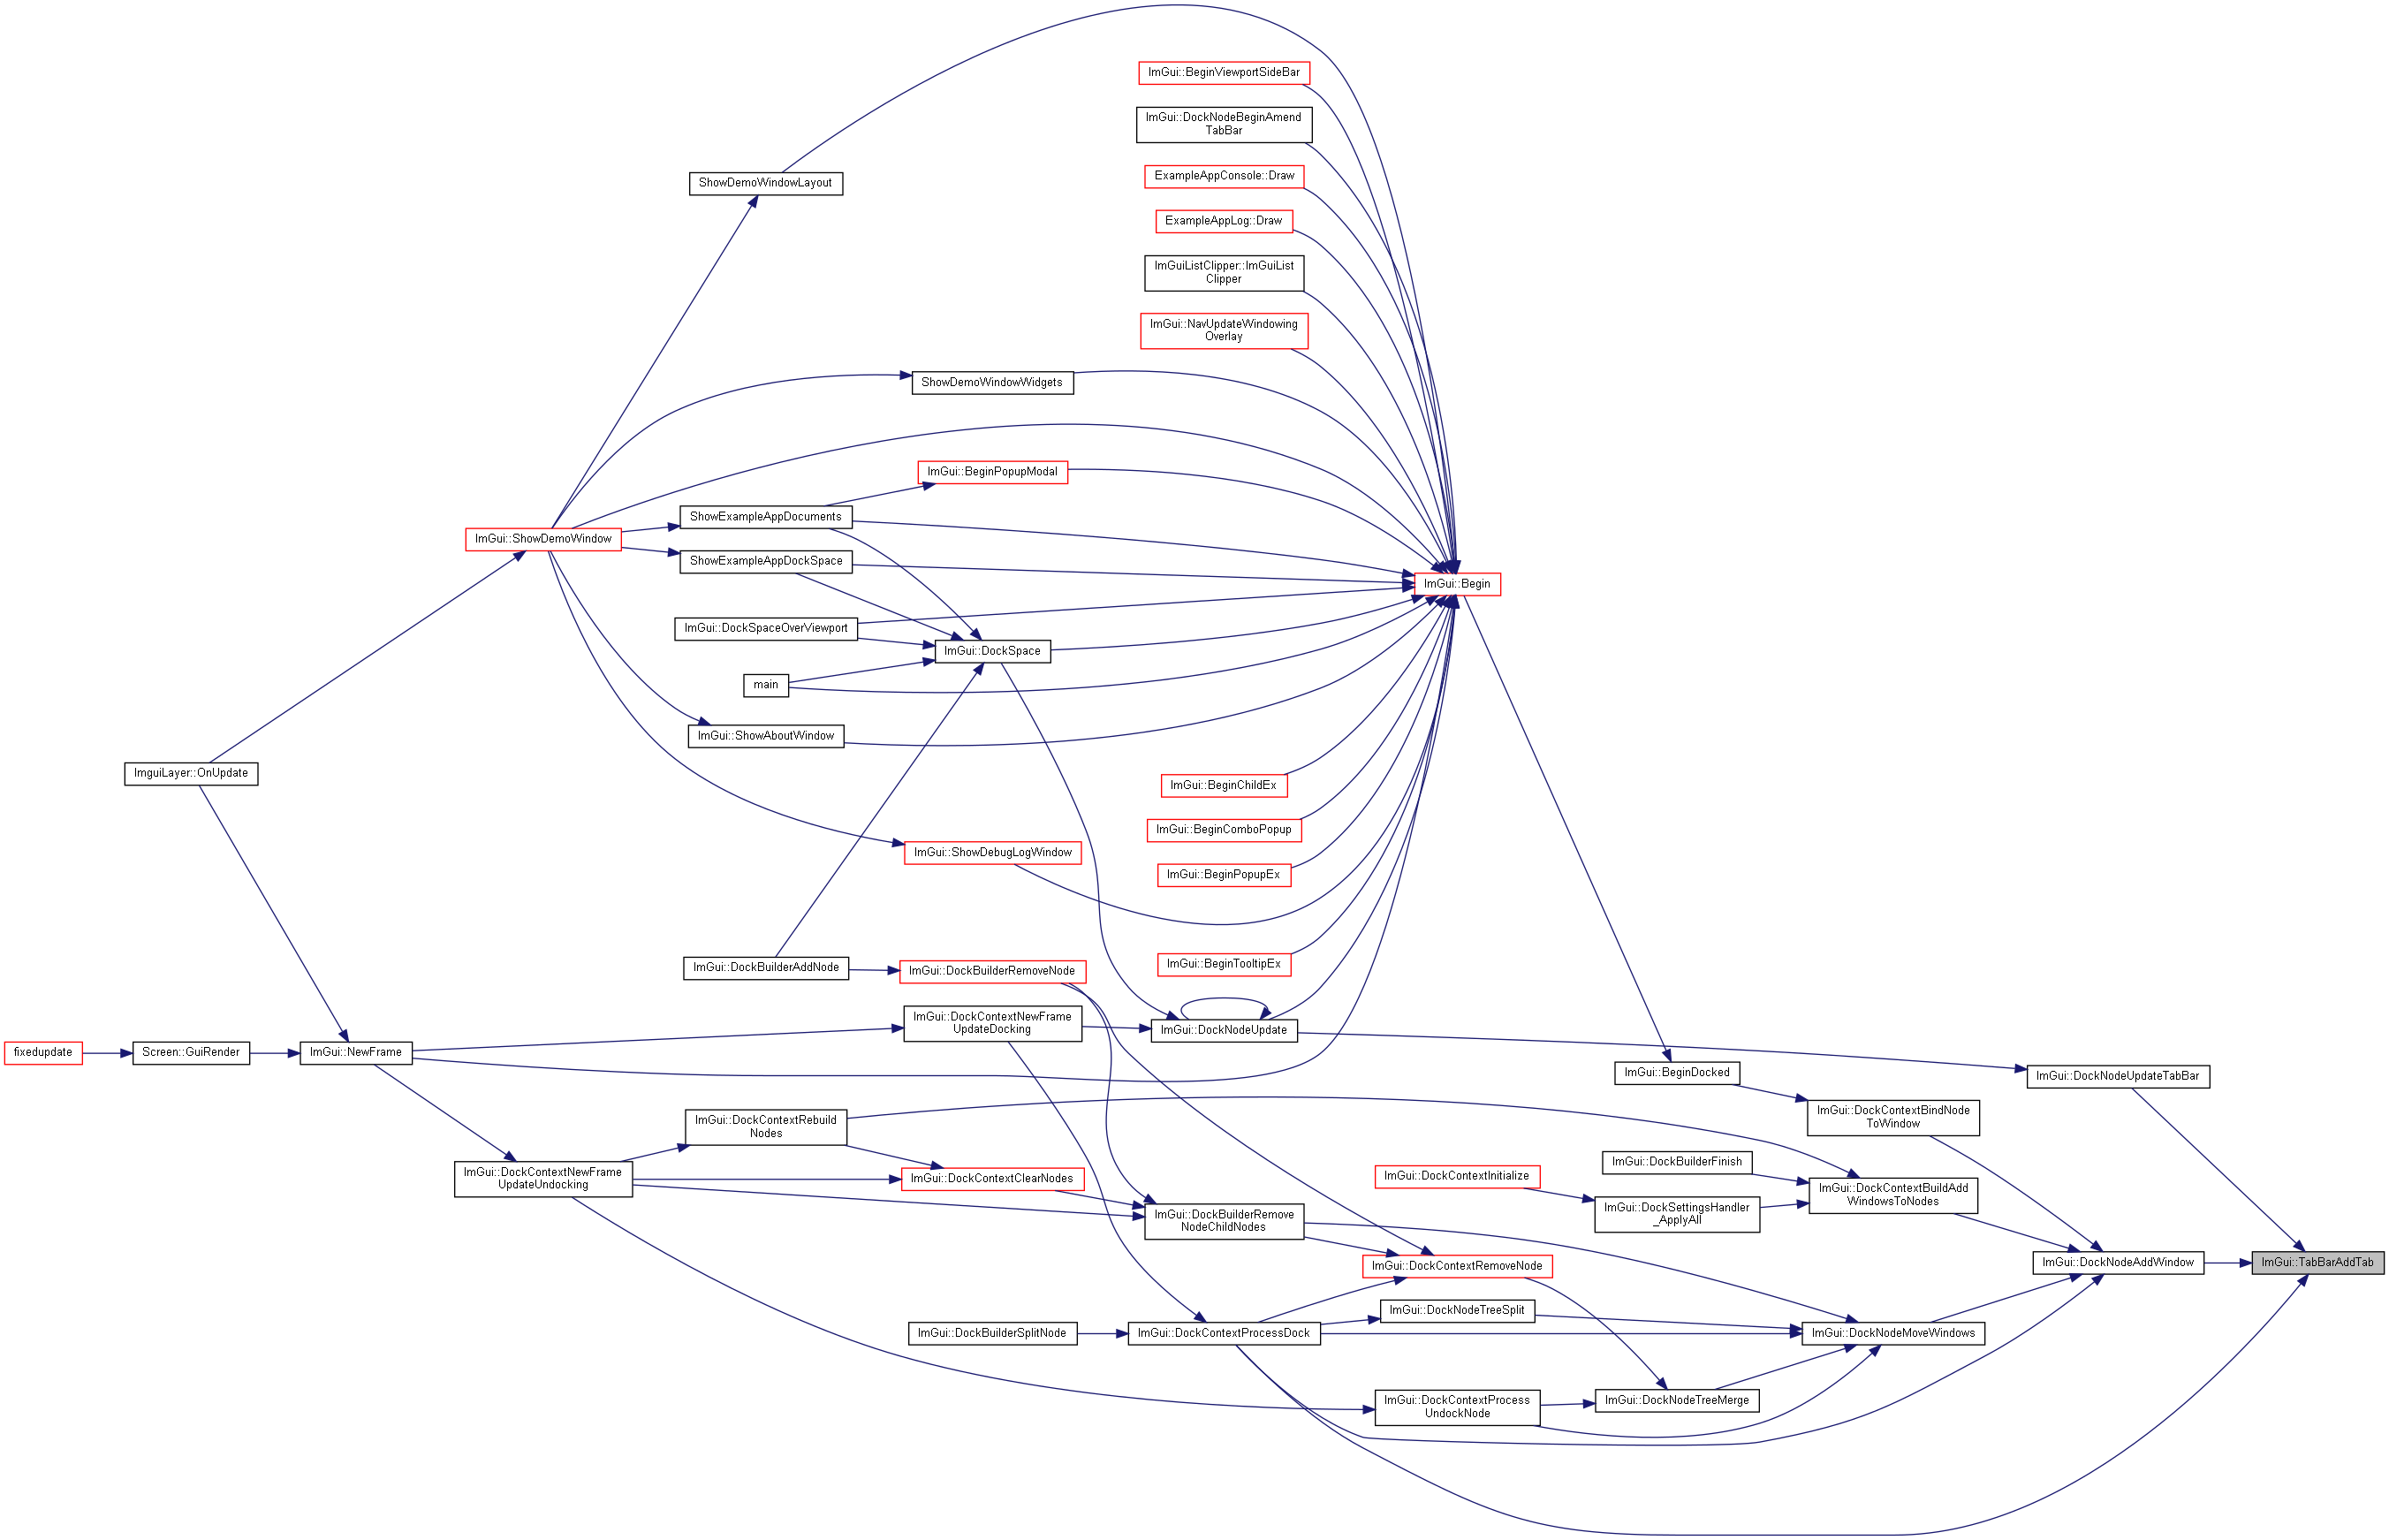 ImGui::BeginViewportSideBar
ImGui::DockNodeBeginAmend
TabBar
ExampleAppConsole::Draw
ShowDemoWindowLayout
ExampleAppLog::Draw
ImGuiListClipper::ImGuiList
Clipper
ImGui::NavUpdateWindowing
Overlay
ShowDemoWindowWidgets
ImGui::BeginPopupModal
ShowExampleAppDocuments
ImGui::ShowDemoWindow
ShowExampleAppDockSpace
ImGui::Begin
ImGui::DockSpaceOverViewport
ImGui::DockSpace
main
ImGui::ShowAboutWindow
ImguiLayer::OnUpdate
ImGui::BeginChildEx
ImGui::BeginComboPopup
ImGui::ShowDebugLogWindow
ImGui::BeginPopupEx
ImGui::BeginTooltipEx
ImGui::DockBuilderAddNode
ImGui::DockBuilderRemoveNode
ImGui::DockContextNewFrame
UpdateDocking
ImGui::DockNodeUpdate
fixedupdate
Screen::GuiRender
ImGui::NewFrame
ImGui::BeginDocked
ImGui::DockNodeUpdateTabBar
ImGui::DockContextBindNode
ToWindow
ImGui::DockContextRebuild
Nodes
ImGui::DockBuilderFinish
ImGui::DockContextNewFrame
UpdateUndocking
ImGui::DockContextClearNodes
ImGui::DockContextInitialize
ImGui::DockContextBuildAdd
WindowsToNodes
ImGui::DockSettingsHandler
_ApplyAll
ImGui::DockBuilderRemove
NodeChildNodes
ImGui::DockContextRemoveNode
ImGui::DockNodeAddWindow
ImGui::TabBarAddTab
ImGui::DockNodeTreeSplit
ImGui::DockBuilderSplitNode
ImGui::DockContextProcessDock
ImGui::DockNodeMoveWindows
ImGui::DockContextProcess
UndockNode
ImGui::DockNodeTreeMerge